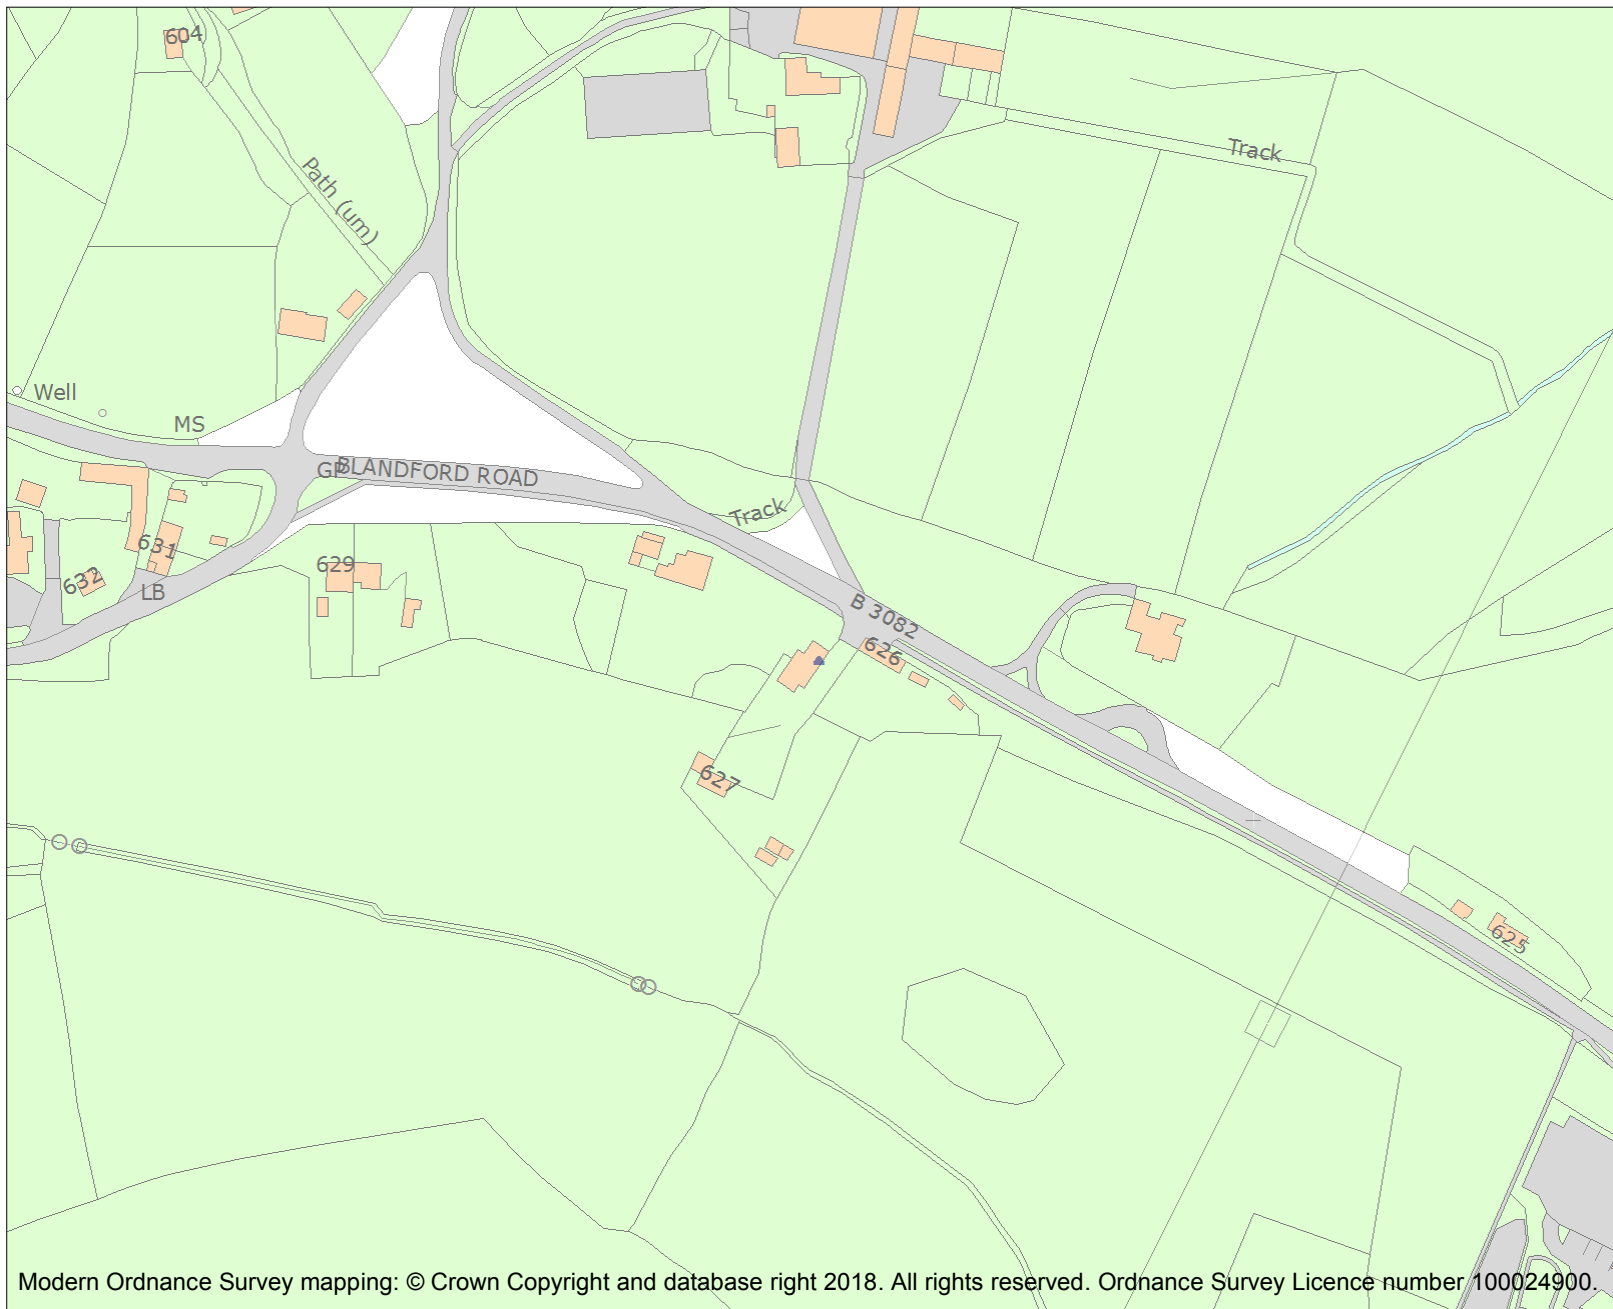 604
Path (um)
Track
Well
MS
GP
BLANDFORD ROAD
Track
631
632
LB
629
B 3082
626
627
625
Modern Ordnance Survey mapping: © Crown Copyright and database right 2018. All rights reserved. Ordnance Survey Licence number 100024900.